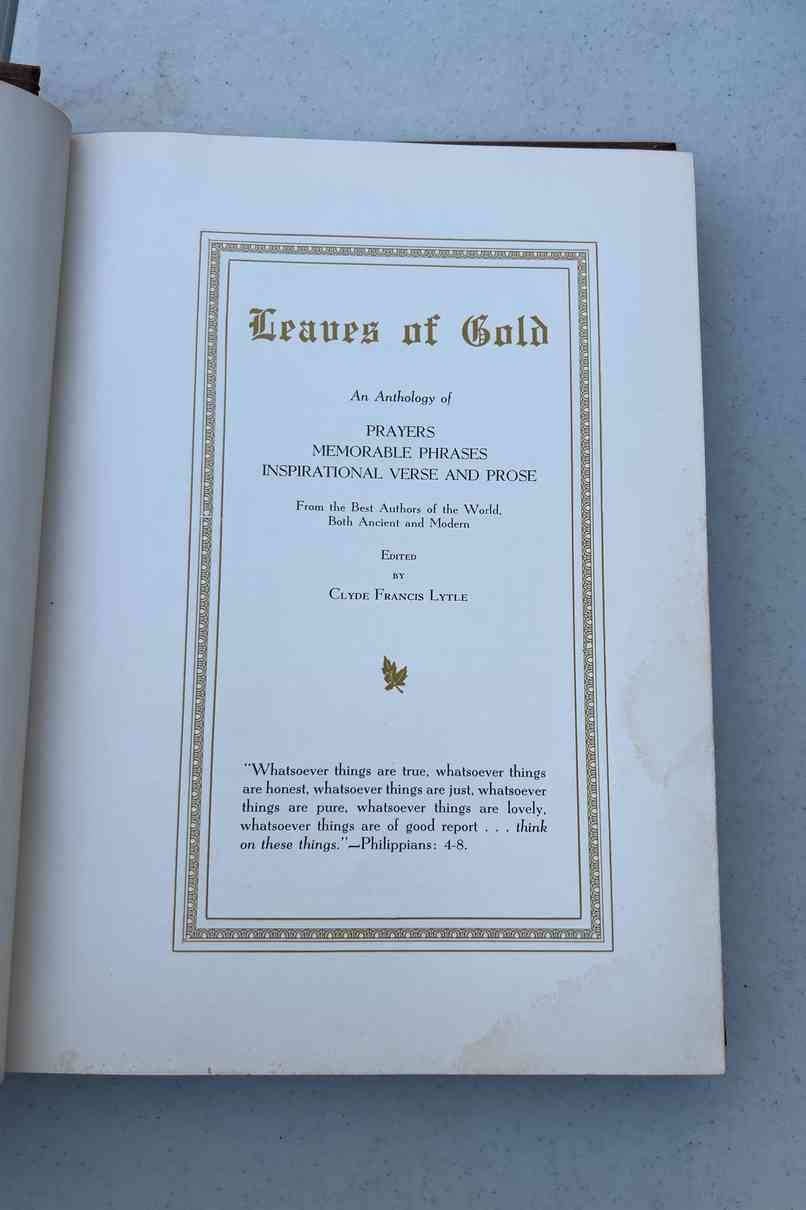 Leaves of Gold
An Anthology of
PRAYERS
MEMORABLE PHRASES
INSPIRATIONAL VERSE AND PROSE
From the Best Authors of the World,
Both Ancient and Modern
Edited
by
Clyde Francis Lytle
"Whatsoever things are true, whatsoever things
are honest, whatsoever things are just, whatsoever
things are pure, whatsoever things are lovely,
whatsoever things are of good report . . . think
on these things."—Philippians: 4-8.